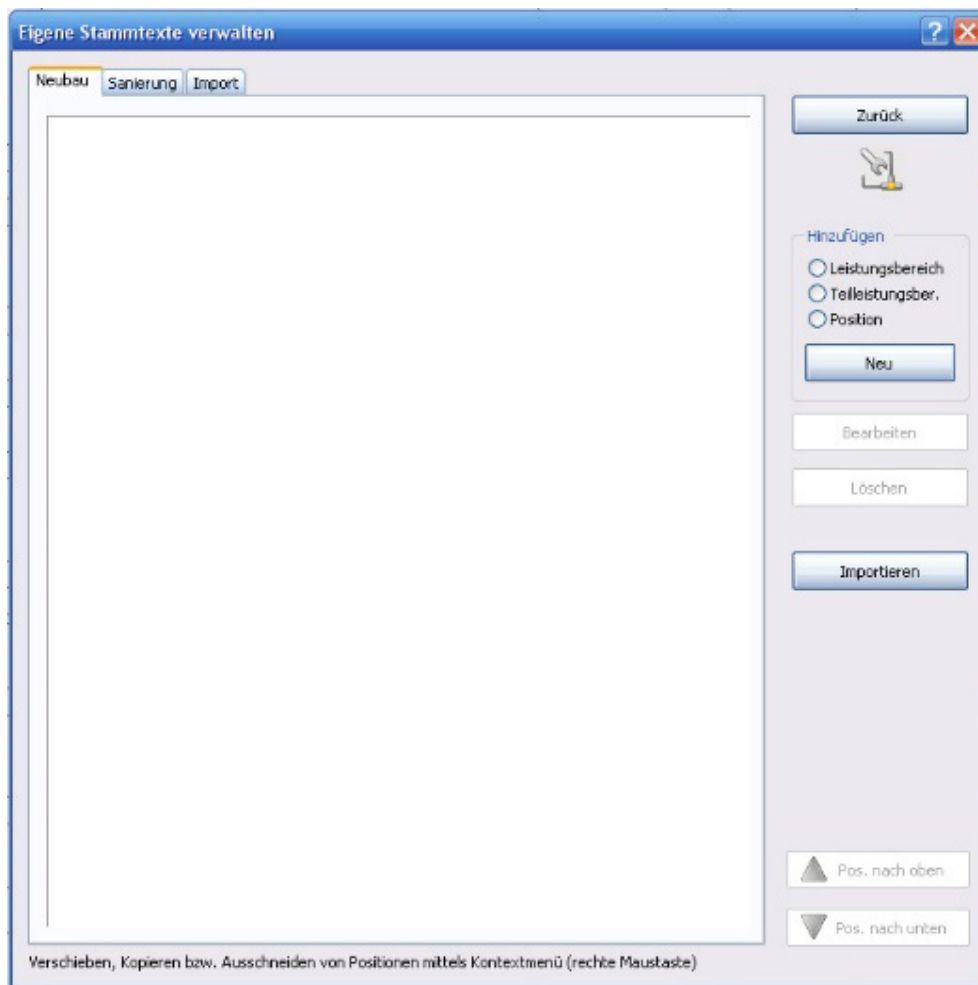 Eigene Stammtexte verwalten
Neubau Sanierung Import
Zurück
Hinzufügen
Leistungsbereich
Teilleistungsber.
Position
Neu
Bearbeiten
Löschen
Importieren
Pos. nach oben
Pos. nach unten
Verschieben, Kopieren bzw. Ausschneiden von Positionen mittels Kontextmenü (rechte Maustaste)